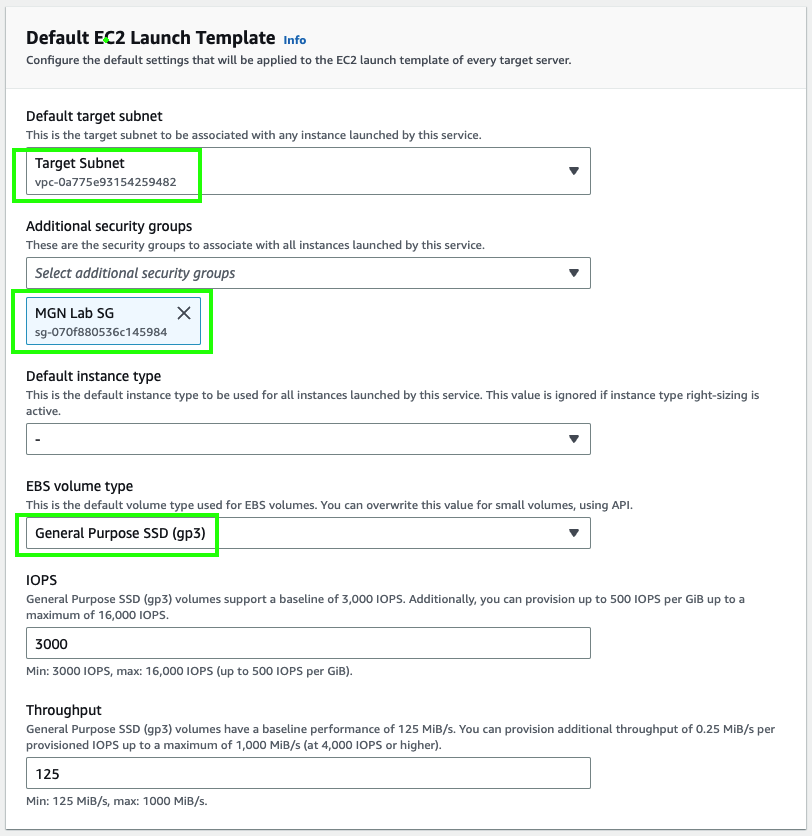 Default EC2 Launch Template Info
Configure the default settings that will be applied to the EC2 launch template of every target server.
Default target subnet
This is the target subnet to be associated with any instance launched by this service.
Target Subnet
vpc-0a775e93154259482
Additional security groups
These are the security groups to associate with all instances launched by this service.
Select additional security groups
MGN Lab SG
sg-070f880536c145984
Default instance type
This is the default instance type to be used for all instances launched by this service. This value is ignored if instance type right-sizing is
active.
-
EBS volume type
This is the default volume type used for EBS volumes. You can overwrite this value for small volumes, using API.
General Purpose SSD (gp3)
IOPS
General Purpose SSD (gp3) volumes support a baseline of 3,000 IOPS. Additionally, you can provision up to 500 IOPS per GiB up to a
maximum of 16,000 IOPS.
3000
Min: 3000 IOPS, max: 16,000 IOPS (up to 500 IOPS per GiB).
Throughput
General Purpose SSD (gp3) volumes have a baseline performance of 125 MiB/s. You can provision additional throughput of 0.25 MiB/s per
provisioned IOPS up to a maximum of 1,000 MiB/s (at 4,000 IOPS or higher).
125
Min: 125 MiB/s, max: 1000 MiB/s.